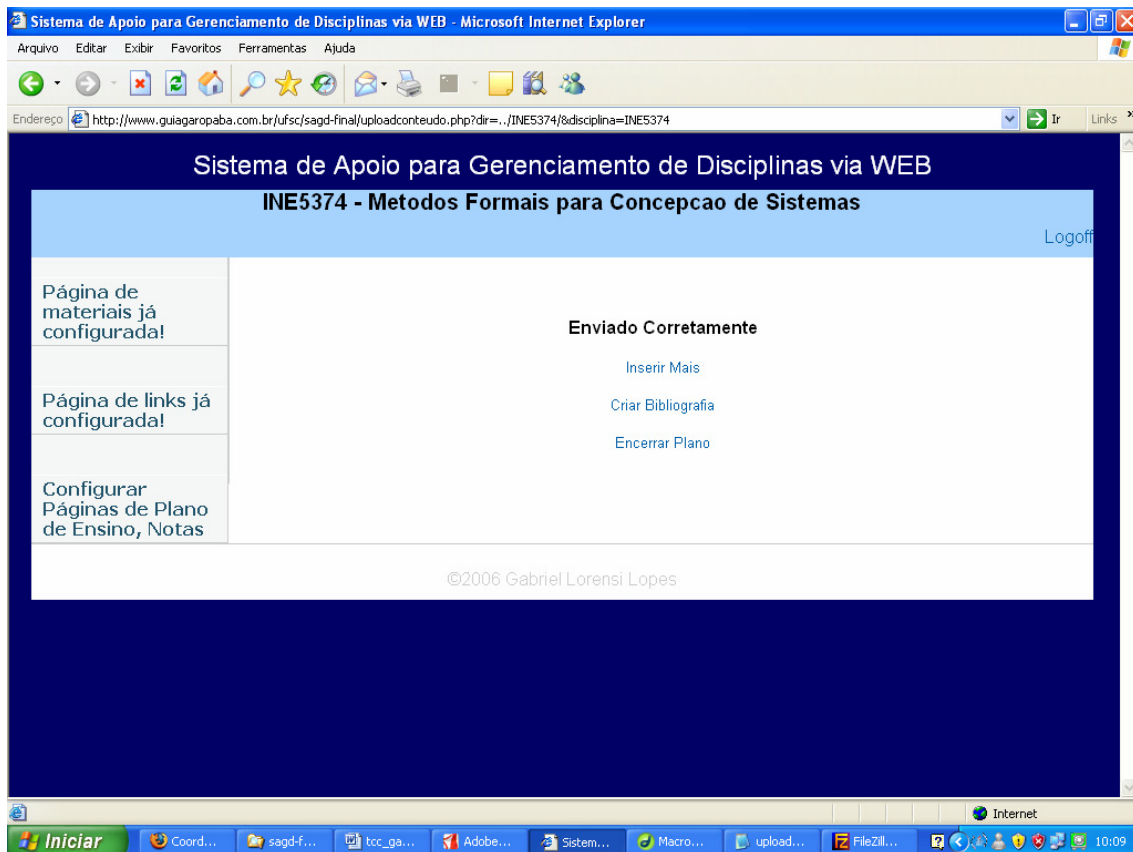 Sistema de Apoio para Gerenciamento de Disciplinas via WEB - Microsoft Internet Explorer
Arquivo Editar Exibir Favoritos Ferramentas Ajuda
Endereço http://www.guiagaropaba.com.br/ufsc/sagd-final/uploadconteudo.php?dir=../INE5374/&disciplina=INE5374 Ir Links »
Sistema de Apoio para Gerenciamento de Disciplinas via WEB
INE5374 - Metodos Formais para Concepcao de Sistemas
Logoff
Página de
materiais já
configurada!
Página de links já
configurada!
Configurar
Páginas de Plano
de Ensino, Notas
Enviado Corretamente
Inserir Mais
Criar Bibliografia
Encerrar Plano
©2006 Gabriel Lorensi Lopes
Internet
Iniciar Coord... sagd-f... tcc_ga... Adobe... Sistem... Macro... upload... FileZill... 10:09